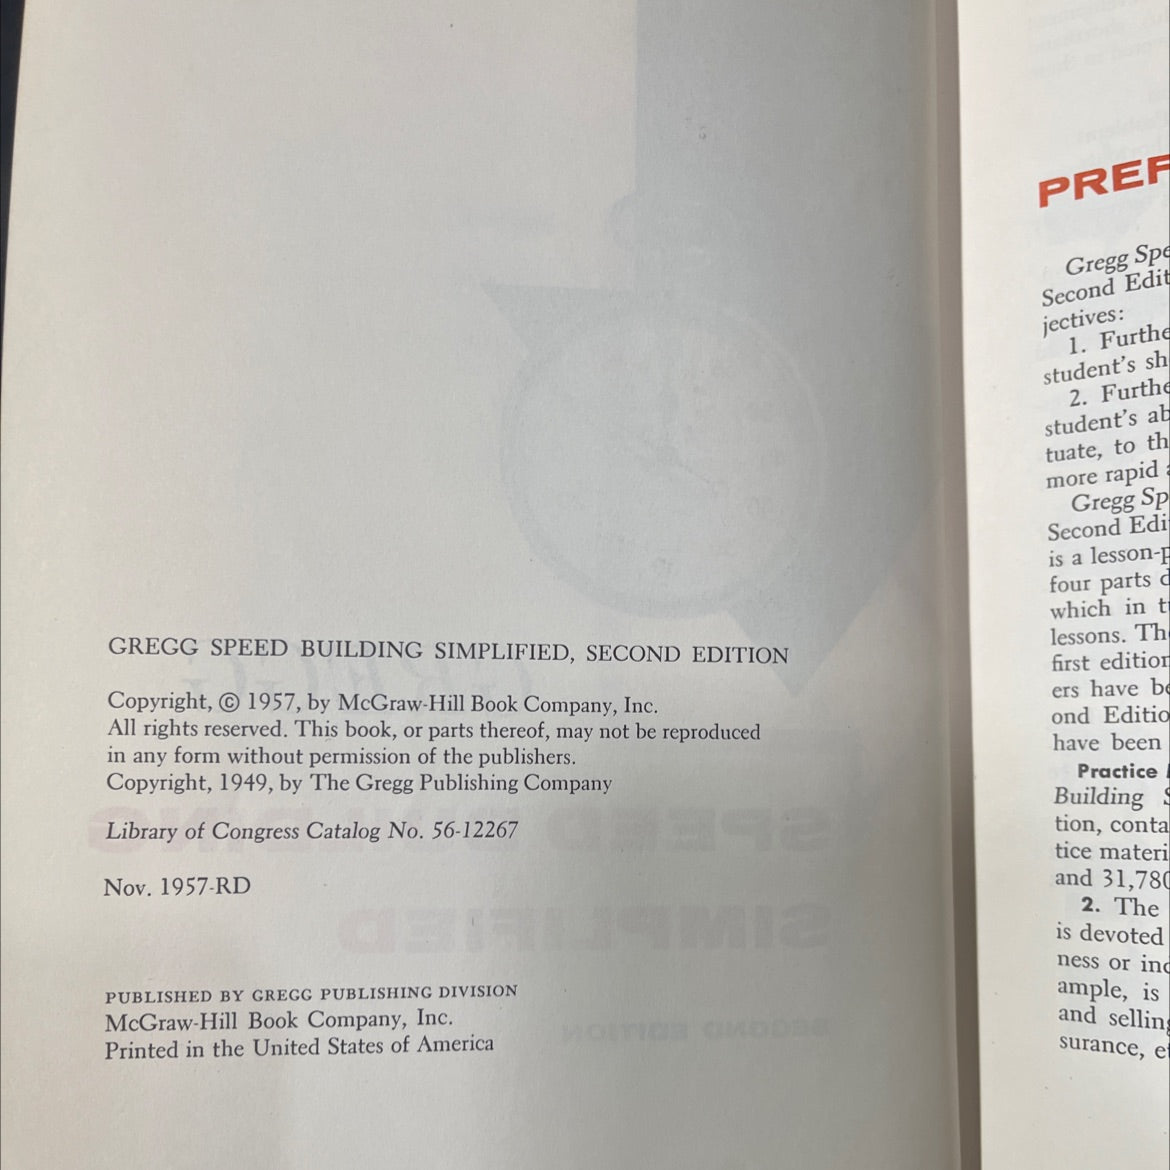 GREGG SPEED BUILDING SIMPLIFIED, SECOND EDITION
Copyright, © 1957, by McGraw-Hill Book Company, Inc.
All rights reserved. This book, or parts thereof, may not be reproduced
in any form without permission of the publishers.
Copyright, 1949, by The Gregg Publishing Company
Library of Congress Catalog No. 56-12267
Nov. 1957-RD
PUBLISHED BY GREGG PUBLISHING DIVISION
McGraw-Hill Book Company, Inc.
Printed in the United States of America
PREF
Gregg Spe
Second Edit
jectives:
1. Furthe
student's sh
2. Furthe
student's ab
tuate, to th
more rapid
Gregg Sp
Second Edi
is a lesson-p
four parts d
which in t
lessons. Th
first edition
ers have be
ond Editio
have been
Practice
Building S
tion, conta
tice materi
and 31,780
2. The
is devoted
ness or ind
ample, is
and selling
surance, et